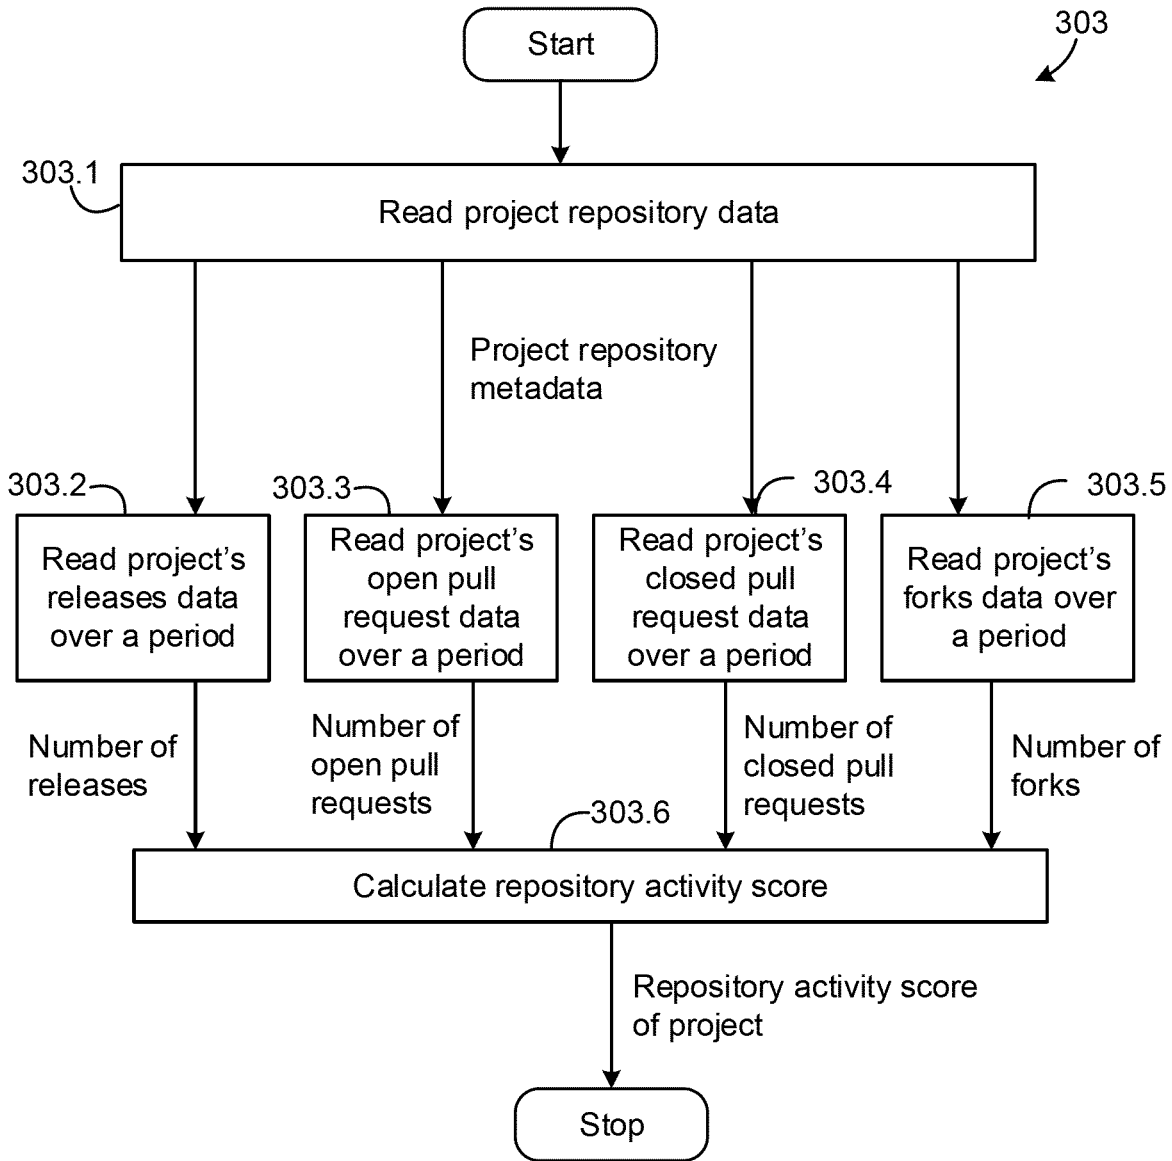 Start
303
303.1
Read project repository data
Project repository
metadata
303.2
303.3
303.4
303.5
Read project's
releases data
over a period
Read project's
open pull
request data
over a period
Read project's
closed pull
request data
over a period
Read project's
forks data over
a period
Number of
releases
Number of
open pull
requests
Number of
closed pull
requests
Number of
forks
303.6
Calculate repository activity score
Repository activity score
of project
Stop